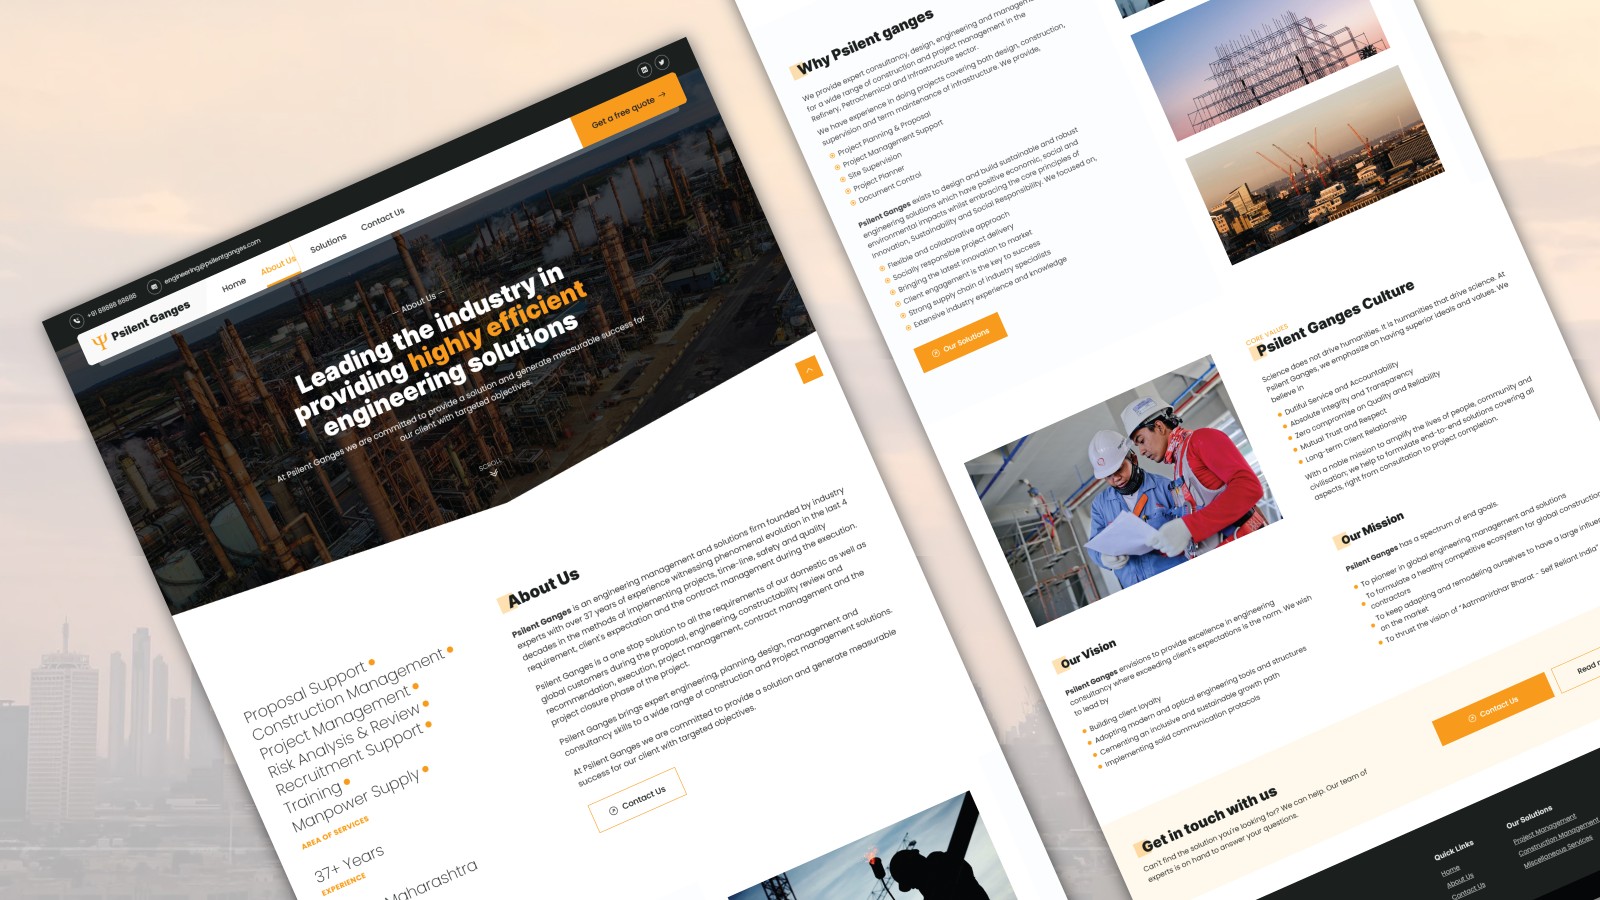 +91 88888 88888
engineering@psilentganges.com
Ψ Psilent Ganges
Home
About Us
Solutions
Contact Us
Get a free quote →
— About Us —
Leading the industry in
providing highly efficient
engineering solutions
At Psilent Ganges we are committed to provide a solution and generate measurable success for
our client with targeted objectives.
SCROLL
Proposal Support
Construction Management
Project Management
Risk Analysis & Review
Recruitment Support
Training
Manpower Supply
AREA OF SERVICES
37+ Years
EXPERIENCE
Maharashtra
About Us
Psilent Ganges is an engineering management and solutions firm founded by industry
experts with over 37 years of experience witnessing phenomenal evolution in the last 4
decades in the methods of implementing projects, time-line, safety and quality
requirement, client's expectation and the contract management during the execution.
Psilent Ganges is a one stop solution to all the requirements of our domestic as well as
global customers during the proposal, engineering, constructability review and
recommendation, execution, project management, contract management and the
project closure phase of the project.
Psilent Ganges brings expert engineering, planning, design, management and
consultancy skills to a wide range of construction and Project management solutions.
At Psilent Ganges we are committed to provide a solution and generate measurable
success for our client with targeted objectives.
Contact Us
Why Psilent ganges
We provide expert consultancy, design, engineering and
for a wide range of construction and project management in the
Refinery, Petrochemical and Infrastructure sector.
We have experience in doing projects covering both design, construction,
supervision and term maintenance of infrastructure. We provide,
Project Planning & Proposal
Project Management Support
Site Supervision
Project Planner
Document Control
Psilent Ganges exists to design and build sustainable and robust
engineering solutions which have positive economic, social and
environmental impacts whilst embracing the core principles of
innovation, Sustainability and Social Responsibility. We focused on,
Flexible and collaborative approach
Socially responsible project delivery
Bringing the latest innovation to market
Client engagement is the key to success
Strong supply chain of industry specialists
Extensive industry experience and knowledge
Our Solutions
CORE VALUES
Psilent Ganges Culture
Science does not drive humanities. It is humanities that drive science. At
Psilent Ganges, we emphasize on having superior ideals and values. We
believe in
Dutiful Service and Accountability
Absolute Integrity and Transparency
Zero compromise on Quality and Reliability
Mutual Trust and Respect
Long-term Client Relationship
With a noble mission to amplify the lives of people, community and
civilisation; we help to formulate end-to-end solutions covering all
aspects, right from consultation to project completion.
Our Vision
Psilent Ganges envisions to provide excellence in engineering
consultancy where exceeding client's expectations is the norm. We wish
to lead by
Building client loyalty
Adopting modern and optical engineering tools and structures
Cementing an inclusive and sustainable growth path
Implementing solid communication protocols
Our Mission
Psilent Ganges has a spectrum of end goals.
To pioneer in global engineering management and solutions
To formulate a healthy competitive ecosystem for global
contractors
To keep adapting and remodeling ourselves to have a large
on the market
To thrust the vision of "Aatmanirbhar Bharat - Self Reliant India"
Get in touch with us
Can't find the solution you're looking for? We can help. Our team of
experts is on hand to answer your questions.
Contact Us
Read
Quick Links
Home
About Us
Contact Us
Our Solutions
Project Management
Construction Management
Miscellaneous Services